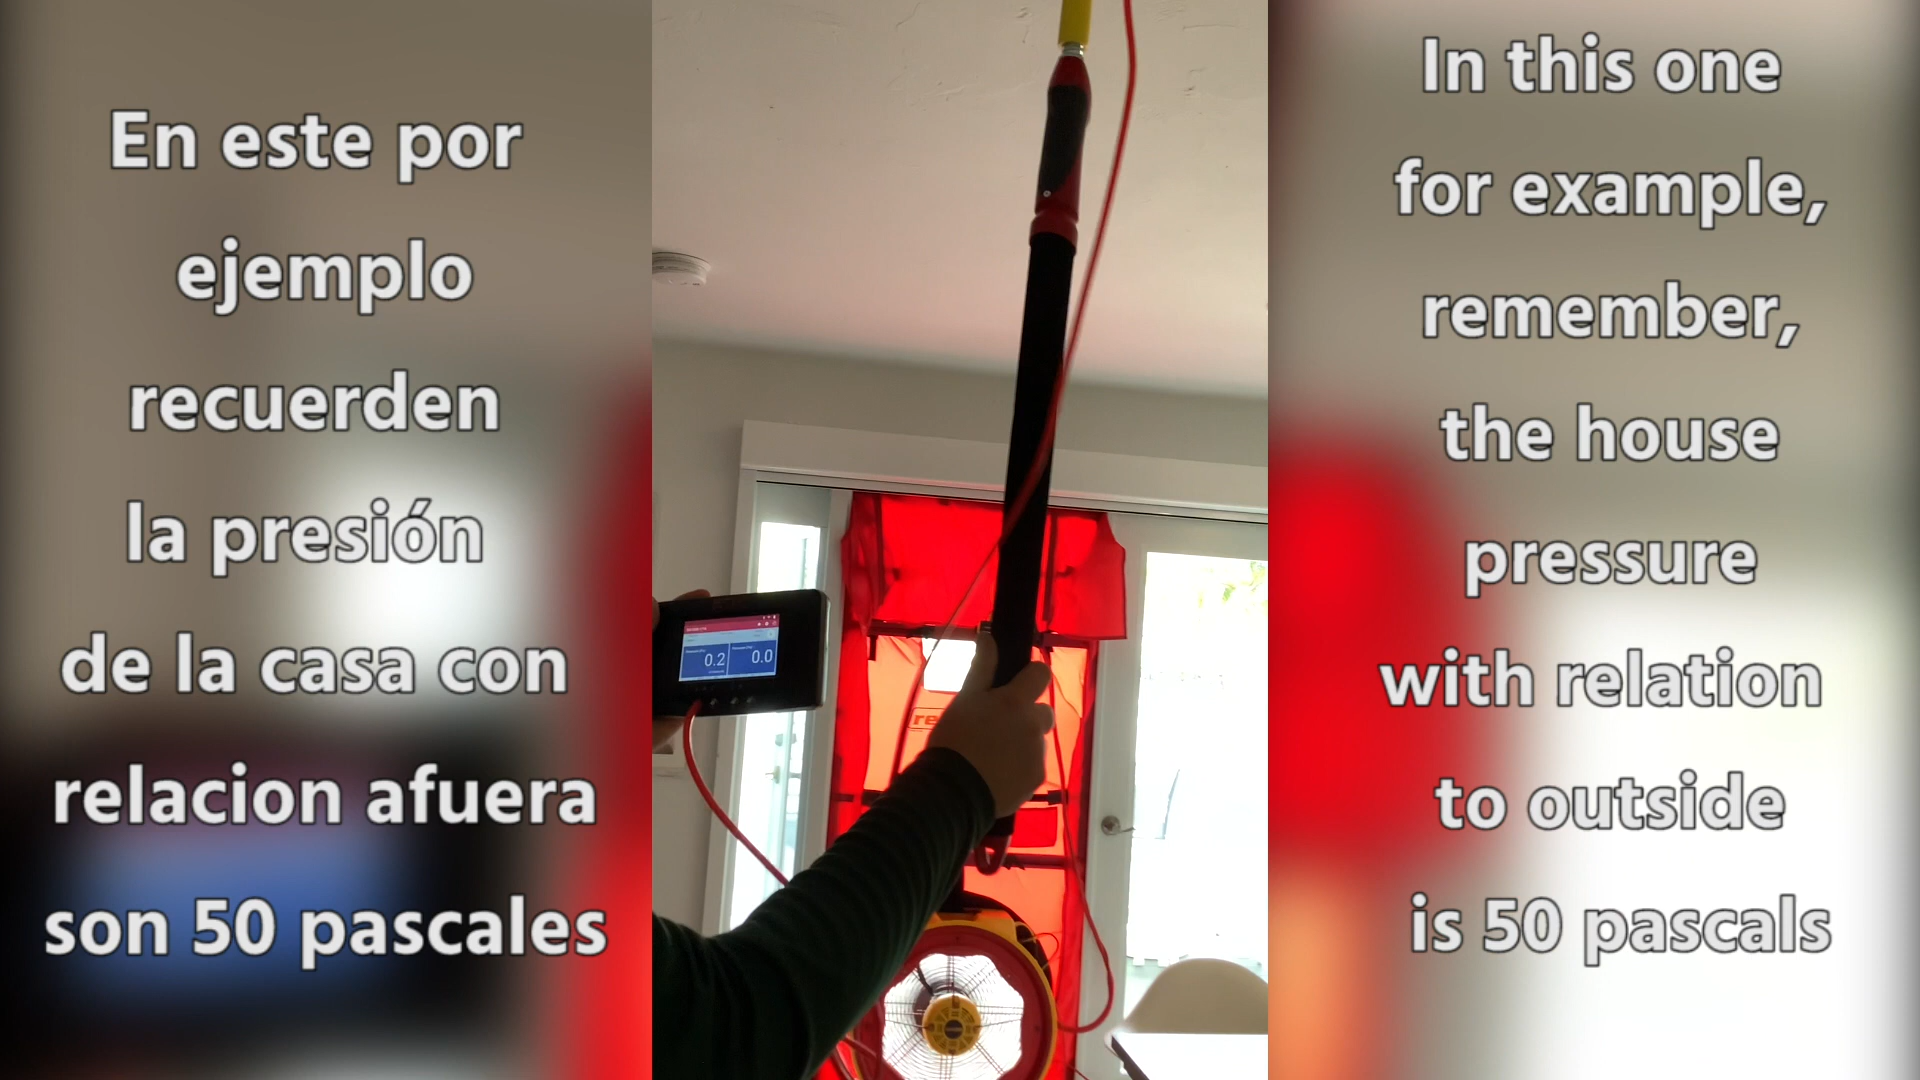 En este por
ejemplo
recuerden
la presión
de la casa con
relacion afuera
son 50 pascales
0.2
0.0
re
In this one
for example,
remember,
the house
pressure
with relation
to outside
is 50 pascals